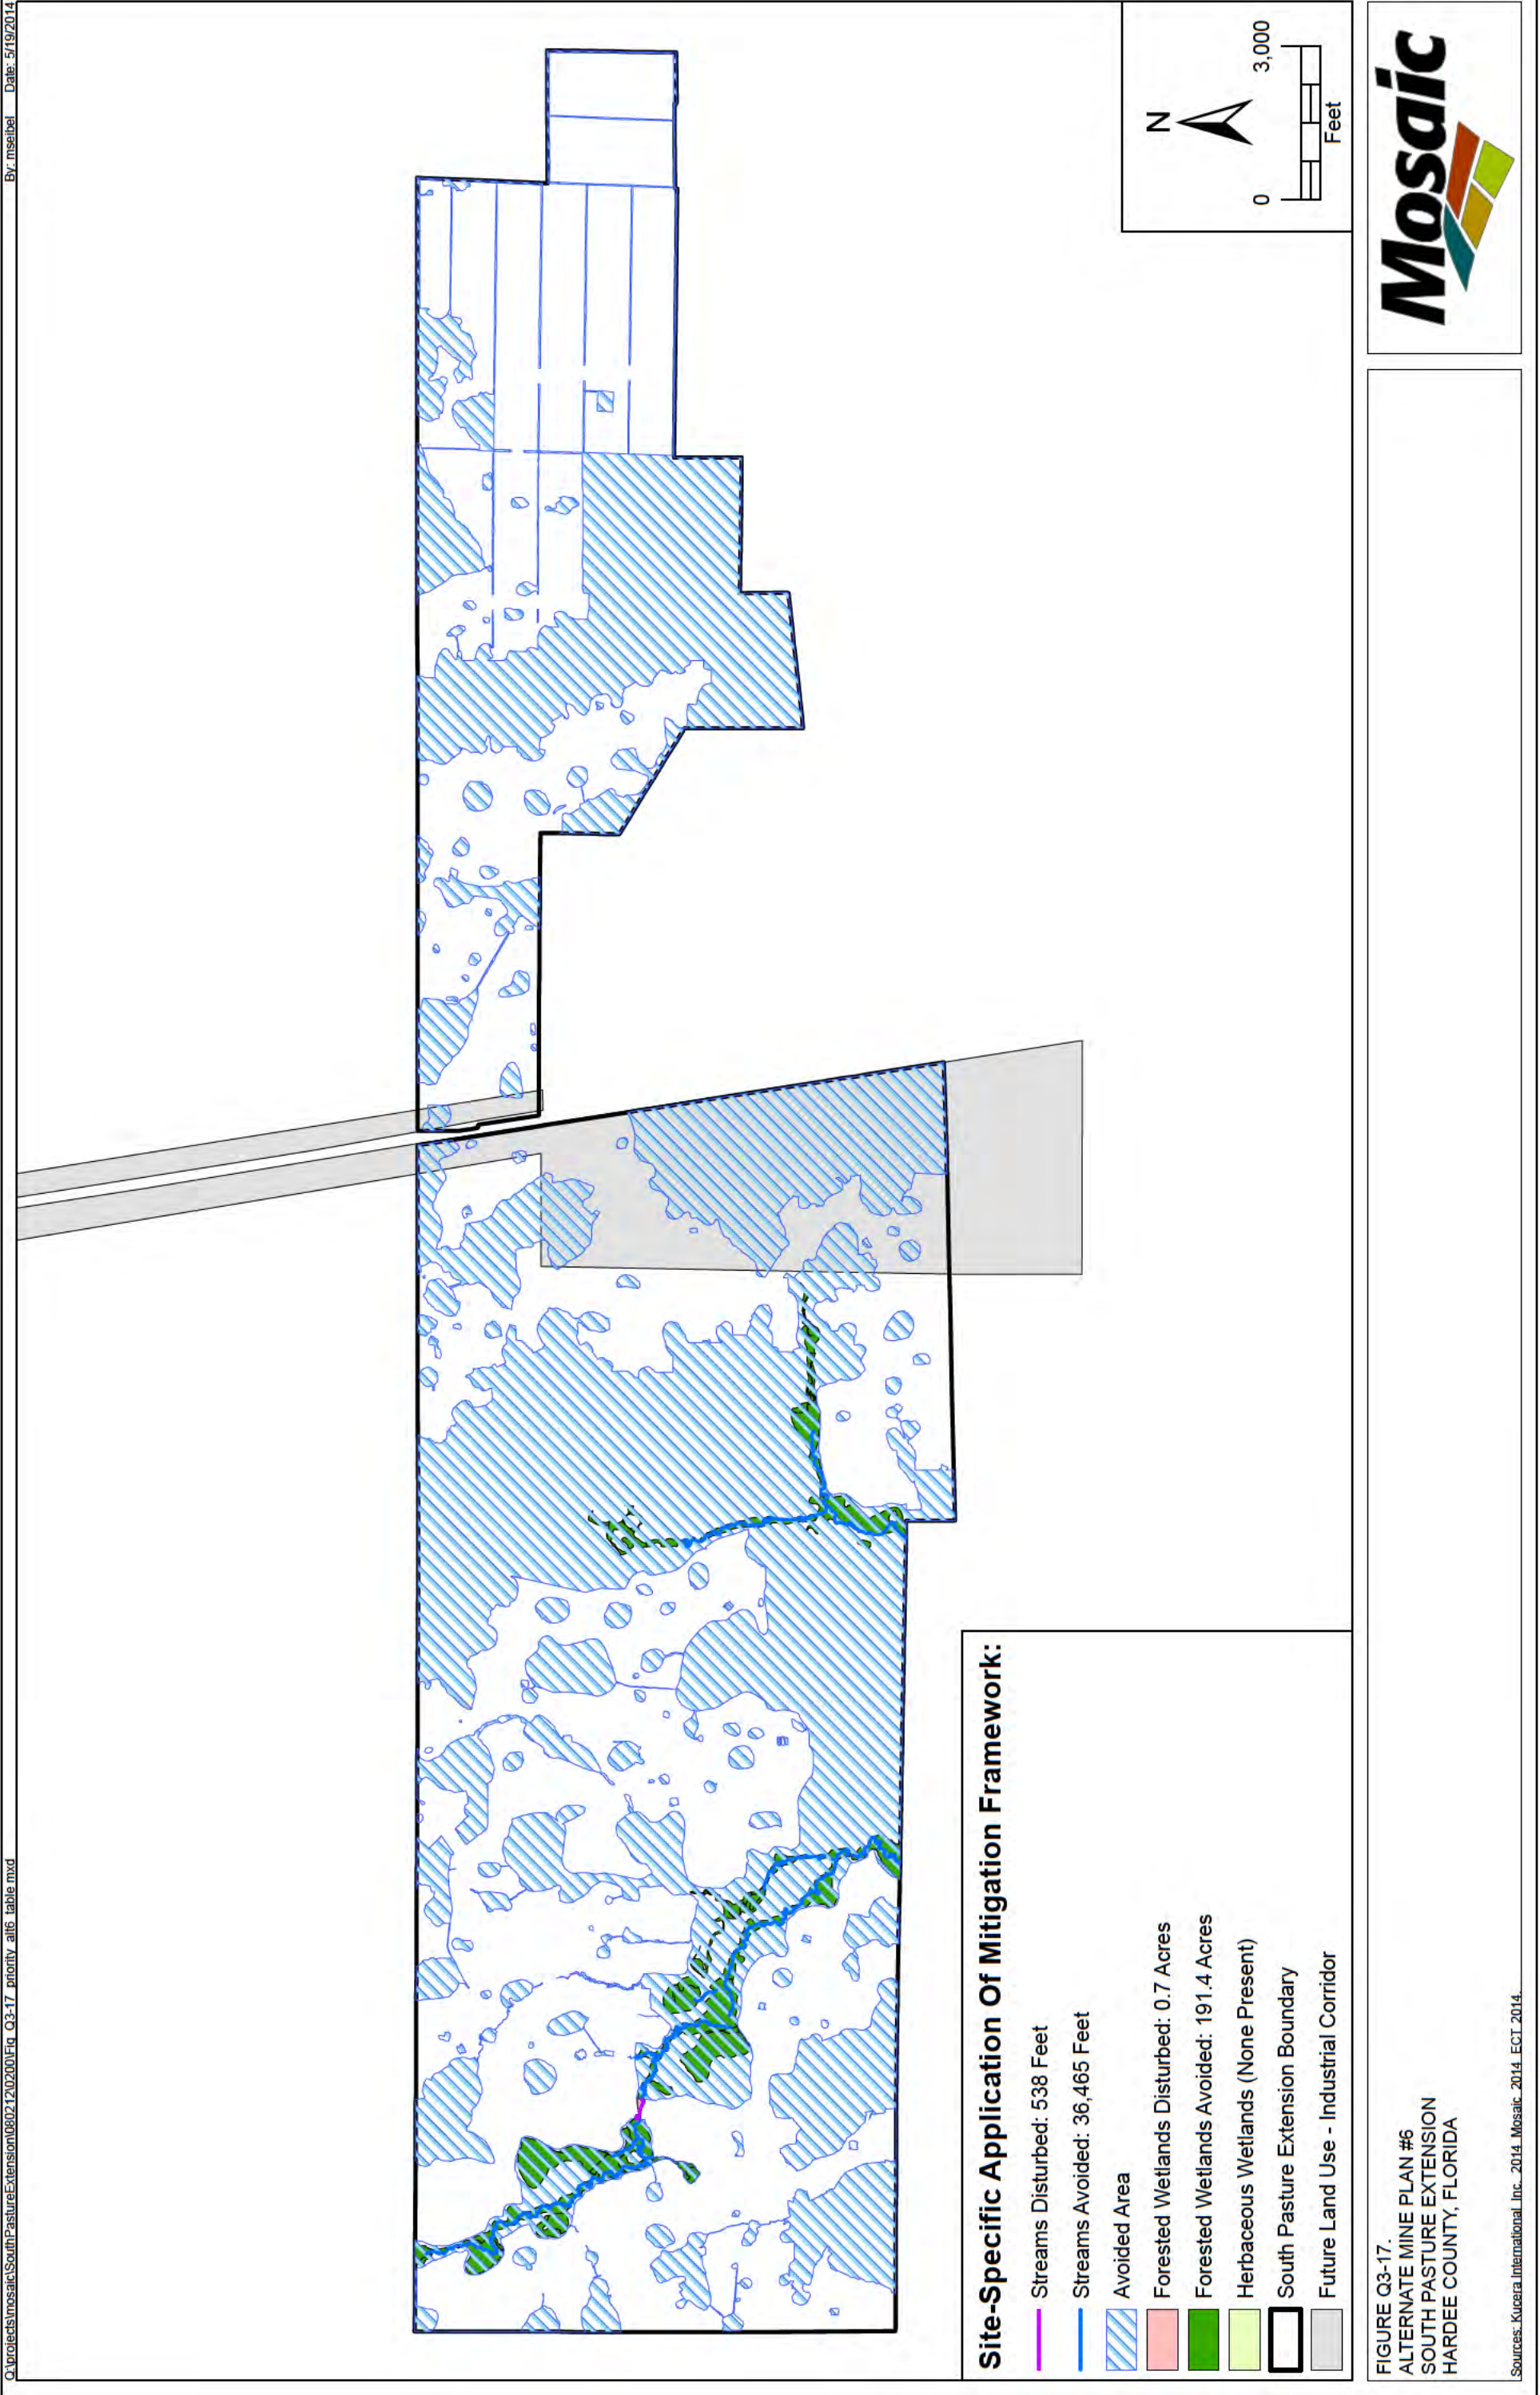 Q:\projects\mosaic\SouthPastureExtension\080212\0200\Fig_Q3-17_priority_alt6_table.mxd
By: mseibel Date: 5/19/2014
N
0 3,000
Feet
Site-Specific Application Of Mitigation Framework:
Streams Disturbed: 538 Feet
Streams Avoided: 36,465 Feet
Avoided Area
Forested Wetlands Disturbed: 0.7 Acres
Forested Wetlands Avoided: 191.4 Acres
Herbaceous Wetlands (None Present)
South Pasture Extension Boundary
Future Land Use - Industrial Corridor
FIGURE Q3-17.
ALTERNATE MINE PLAN #6
SOUTH PASTURE EXTENSION
HARDEE COUNTY, FLORIDA
Sources: Kucera International, Inc. 2014, Mosaic, 2014, ECT 2014.
Mosaic